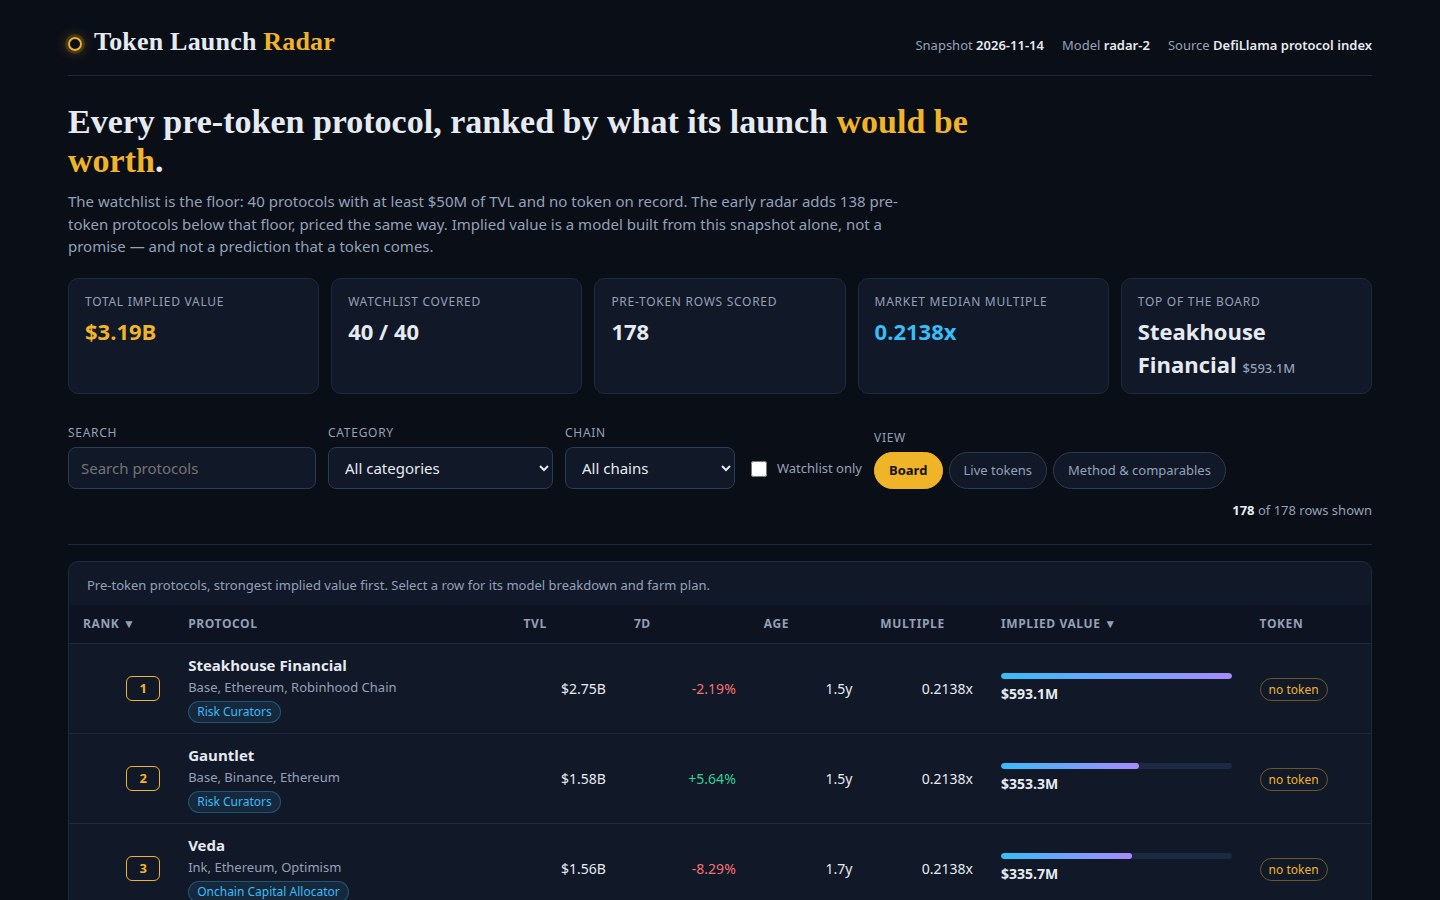 Token Launch Radar
Snapshot 2026-11-14 Model radar-2 Source DefiLlama protocol index
Every pre-token protocol, ranked by what its launch would be
worth.
The watchlist is the floor: 40 protocols with at least $50M of TVL and no token on record. The early radar adds 138 pre-
token protocols below that floor, priced the same way. Implied value is a model built from this snapshot alone, not a
promise — and not a prediction that a token comes.
TOTAL IMPLIED VALUE
$3.19B
WATCHLIST COVERED
40 / 40
PRE-TOKEN ROWS SCORED
178
MARKET MEDIAN MULTIPLE
0.2138x
TOP OF THE BOARD
Steakhouse
Financial $593.1M
SEARCH
Search protocols
CATEGORY
All categories
CHAIN
All chains
Watchlist only
VIEW
Board Live tokens Method & comparables
178 of 178 rows shown
Pre-token protocols, strongest implied value first. Select a row for its model breakdown and farm plan.
RANK ▼ PROTOCOL TVL 7D AGE MULTIPLE IMPLIED VALUE ▼ TOKEN
1
Steakhouse Financial
Base, Ethereum, Robinhood Chain
Risk Curators
$2.75B -2.19% 1.5y 0.2138x $593.1M no token
2
Gauntlet
Base, Binance, Ethereum
Risk Curators
$1.58B +5.64% 1.5y 0.2138x $353.3M no token
3
Veda
Ink, Ethereum, Optimism
Onchain Capital Allocator
$1.56B -8.29% 1.7y 0.2138x $335.7M no token